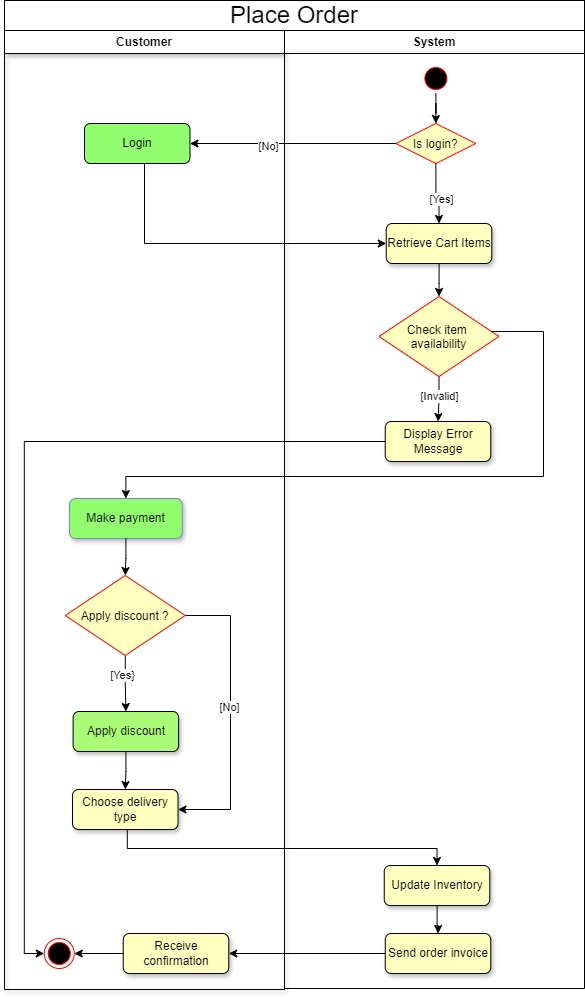 Place Order
Customer
System
Is login?
[No]
Login
[Yes]
Retrieve Cart Items
Check item
availability
[Invalid]
Display Error
Message
Make payment
Apply discount ?
[Yes}
[No]
Apply discount
Choose delivery
type
Update Inventory
Send order invoice
Receive
confirmation